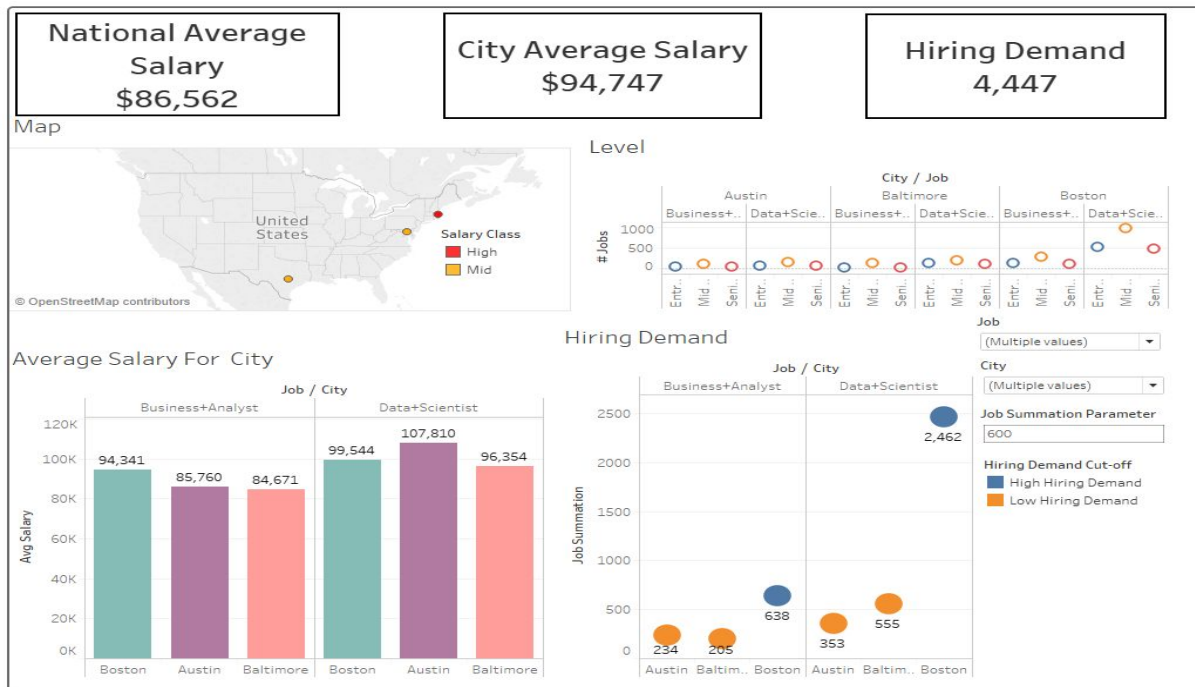 National Average
Salary
$86,562
City Average Salary
$94,747
Hiring Demand
4,447
Map
United
States
Salary Class
High
Mid
© OpenStreetMap contributors
Level
City / Job
Austin Baltimore Boston
Business+.. Data+Scie.. Business+.. Data+Scie.. Business+.. Data+Scie..
# Jobs
1000
500
0
Entr.. Mid .. Seni.. Entr.. Mid .. Seni.. Entr.. Mid .. Seni.. Entr.. Mid .. Seni.. Entr.. Mid .. Seni.. Entr.. Mid .. Seni..
Average Salary For City
Job / City
Business+Analyst Data+Scientist
Avg Salary
120K
100K
80K
60K
40K
20K
0K
94,341 85,760 84,671 99,544 107,810 96,354
Boston Austin Baltimore Boston Austin Baltimore
Hiring Demand
Job / City
Business+Analyst Data+Scientist
Job Summation
2500
2000
1500
1000
500
0
234 205 638 353 555 2,462
Austin Baltim.. Boston Austin Baltim.. Boston
Job
(Multiple values)
City
(Multiple values)
Job Summation Parameter
600
Hiring Demand Cut-off
High Hiring Demand
Low Hiring Demand